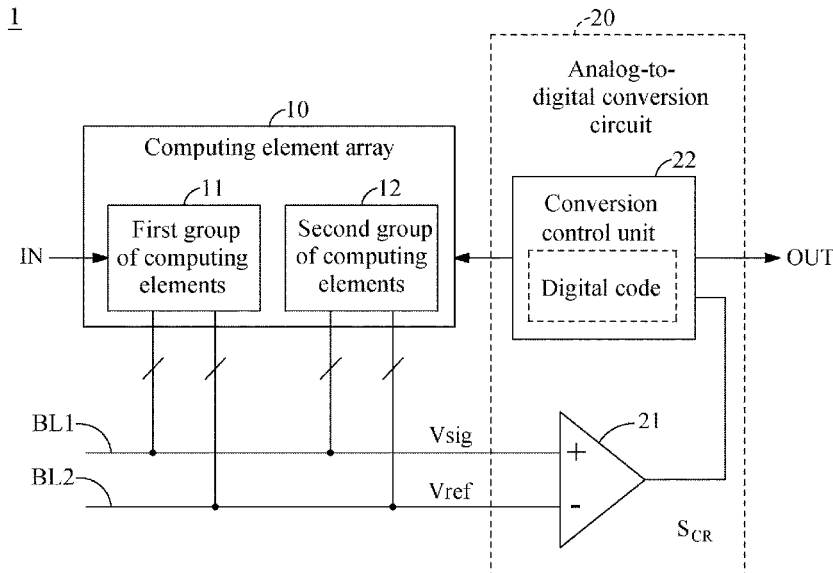 1
20
Analog-to-
digital conversion
circuit
10
Computing element array
11
First group
of computing
elements
12
Second group
of computing
elements
22
Conversion
control unit
Digital code
IN
OUT
BL1
Vsig
21
+
BL2
Vref
-
SCR